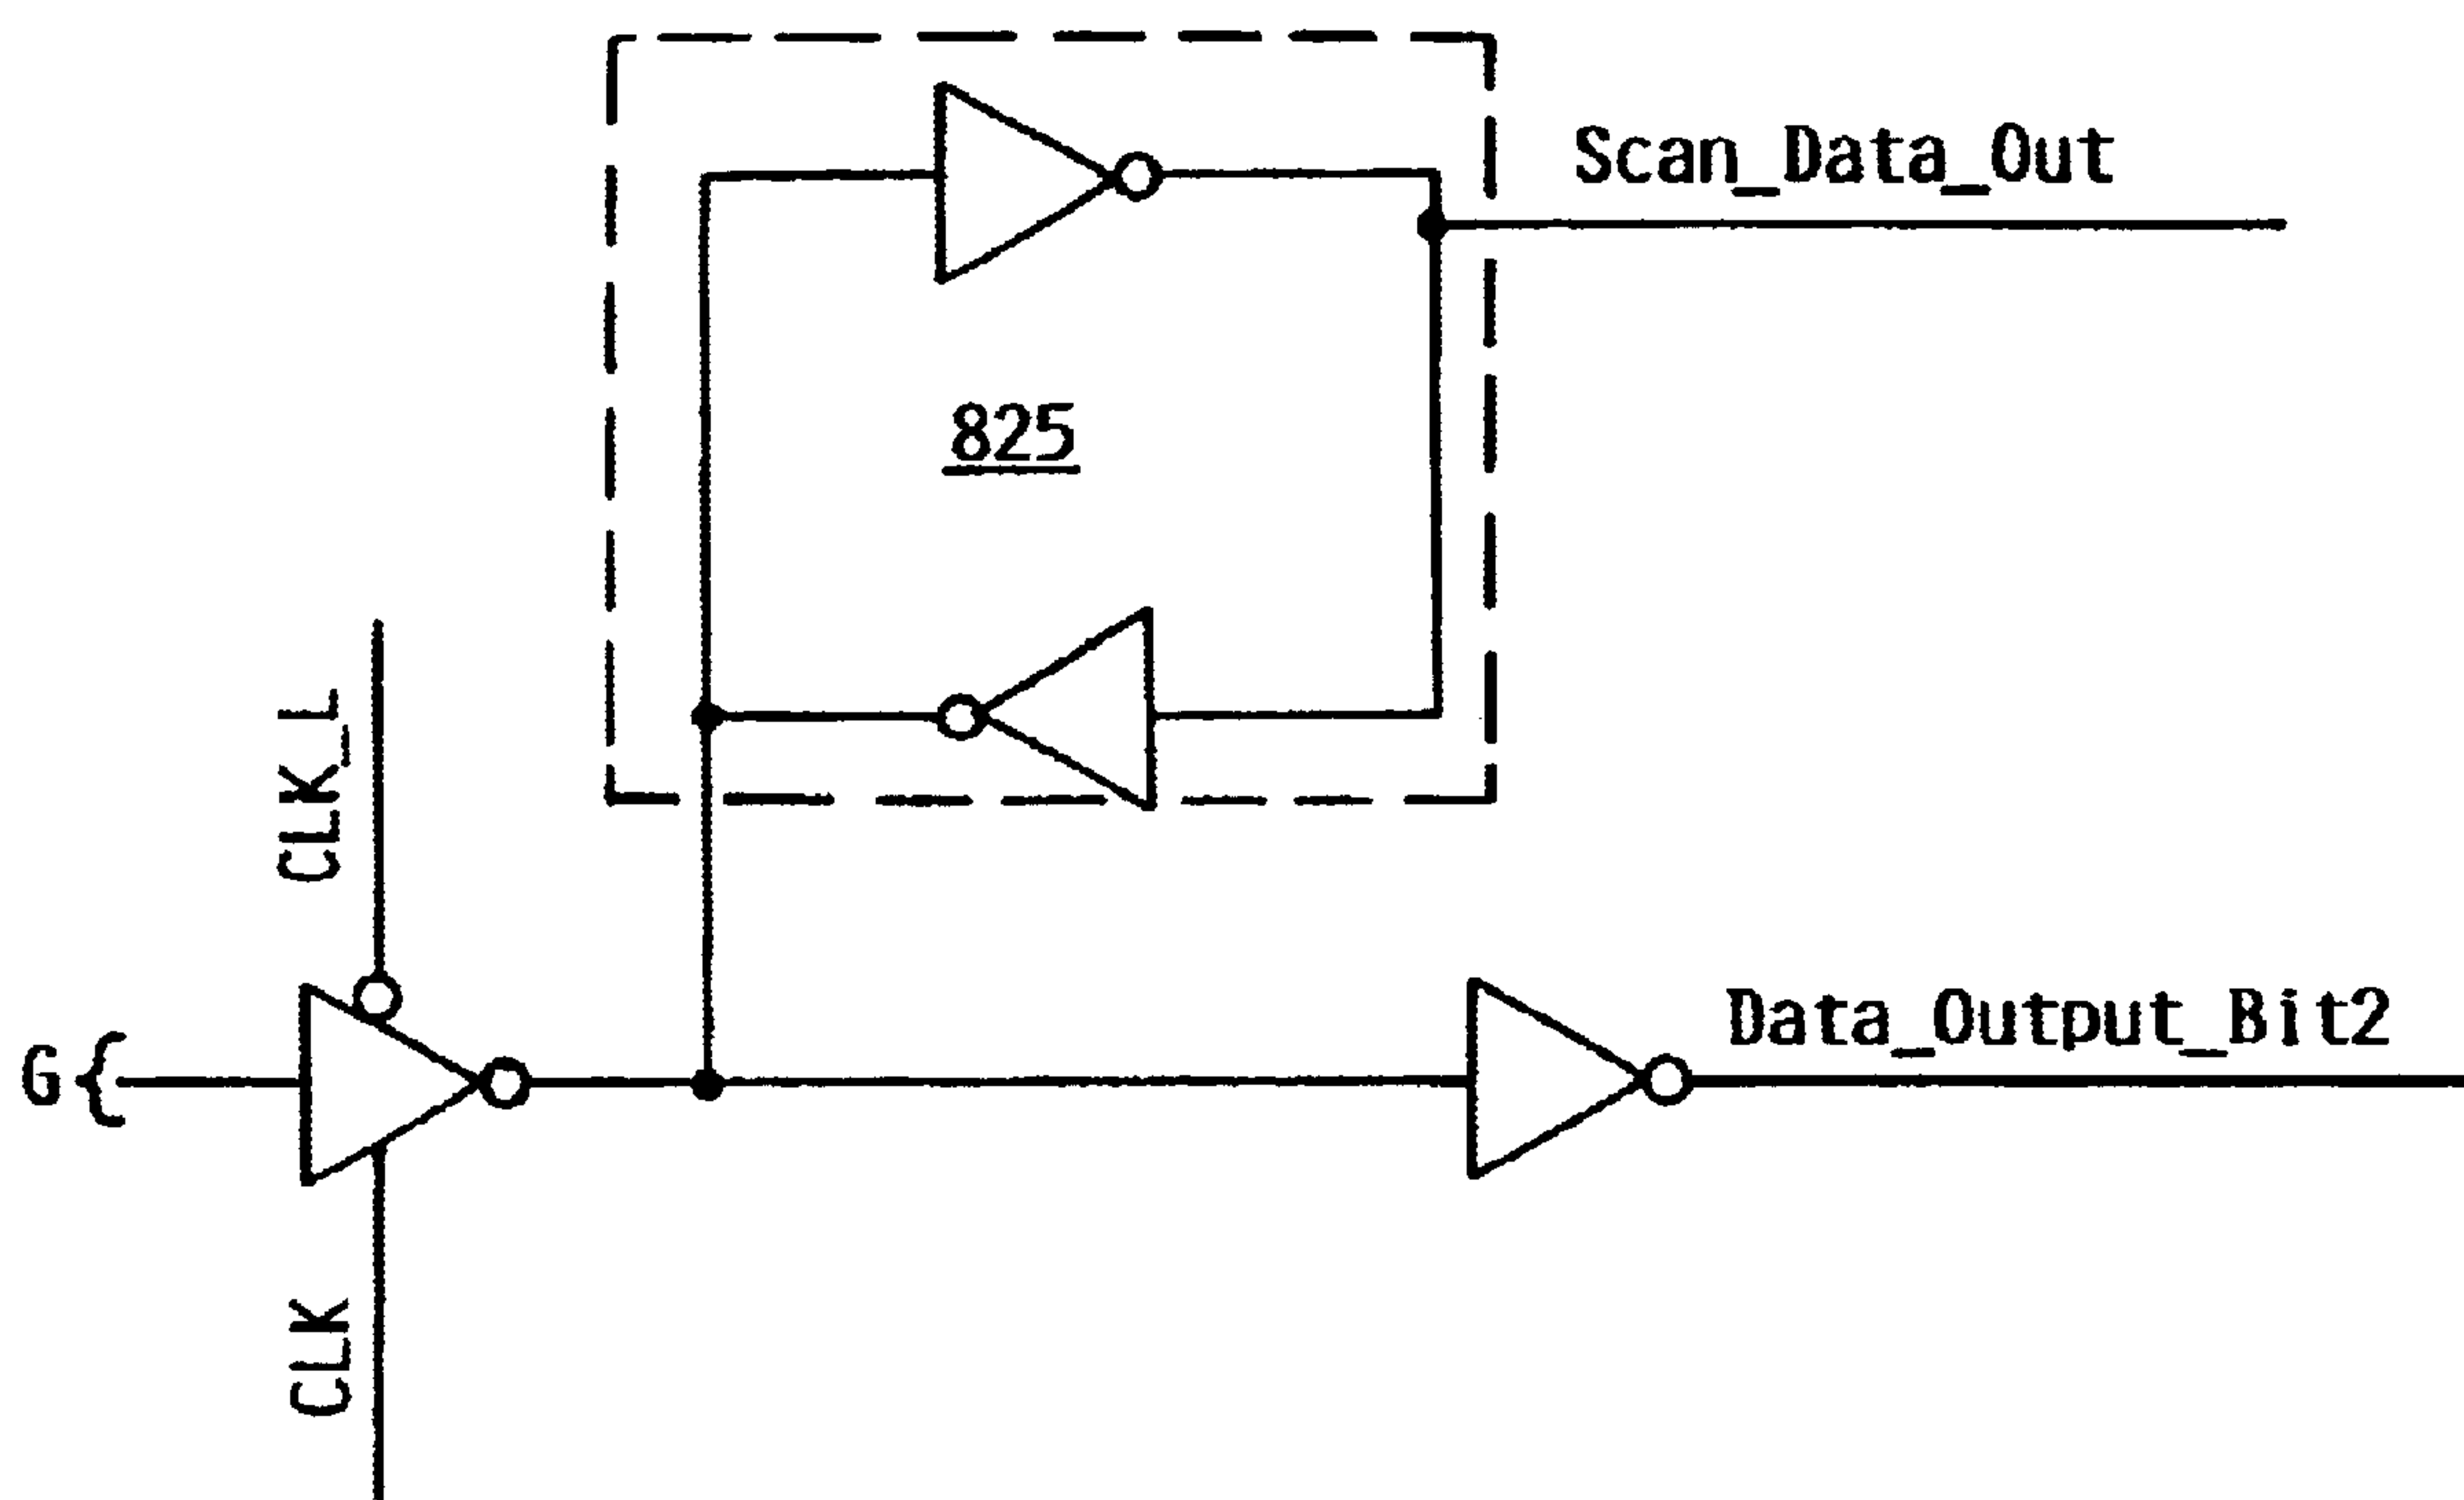 Scan_Data_Out
825
CLK_L
G{
Data_Output_Bit2
CLK